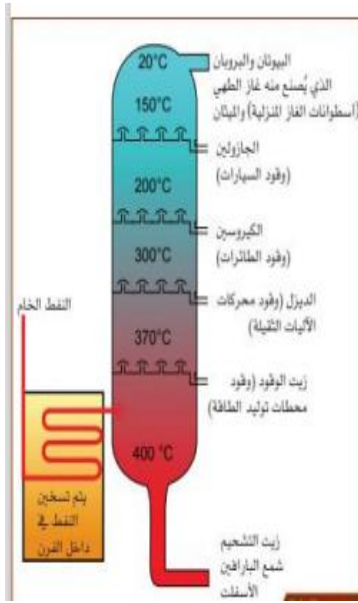 20°C
البيوتان والبروبان
الذي يُصنع منه غاز الطهي
(اسطوانات الغاز المنزلية) والميثان
150°C
الجازولين
(وقود السيارات)
200°C
الكيروسين
(وقود الطائرات)
300°C
الديزل (وقود محركات
الآليات الثقيلة)
النفط الخام
370°C
زيت الوقود (وقود
محطات توليد الطاقة)
400 °C
يتم تسخين
النفط في
داخل الفرن
زيت التشحيم
شمع البارافين
الأسفلت